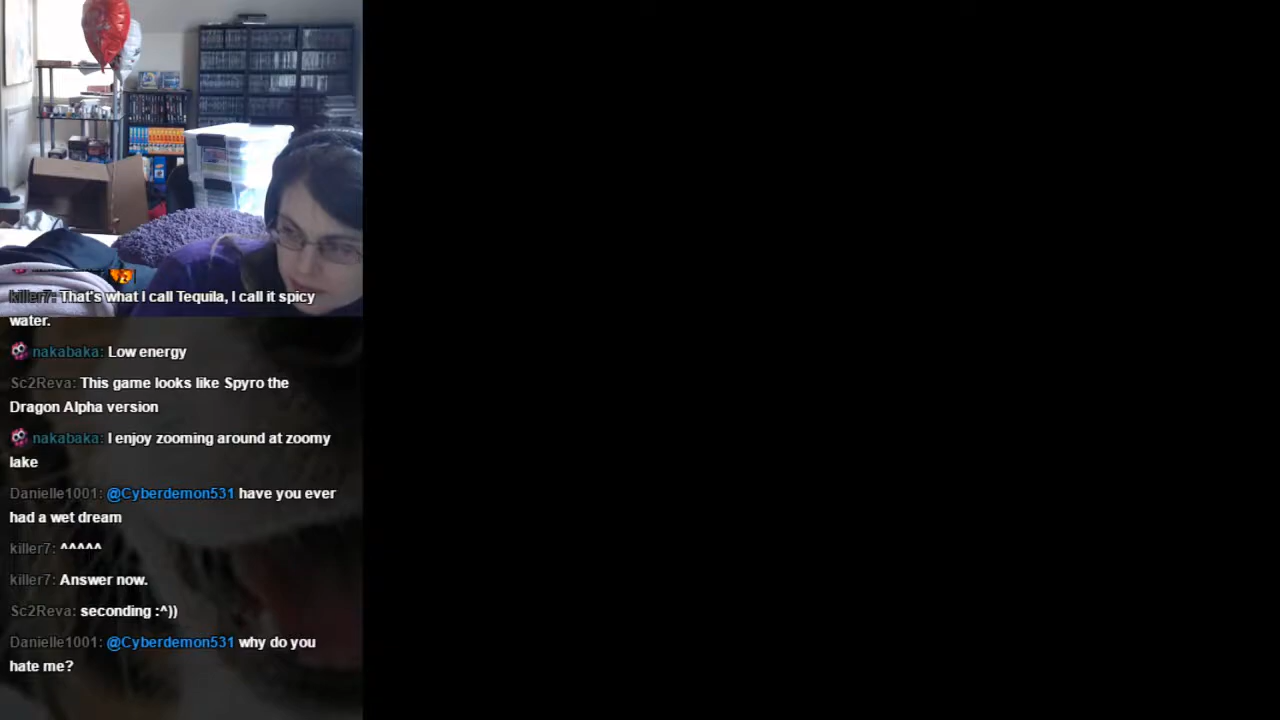 killer7: That's what I call Tequila, I call it spicy
water.
nakabaka: Low energy
Sc2Reva: This game looks like Spyro the
Dragon Alpha version
nakabaka: I enjoy zooming around at zoomy
lake
Danielle1001: @Cyberdemon531 have you ever
had a wet dream
killer7: ^^^^^
killer7: Answer now.
Sc2Reva: seconding :^))
Danielle1001: @Cyberdemon531 why do you
hate me?